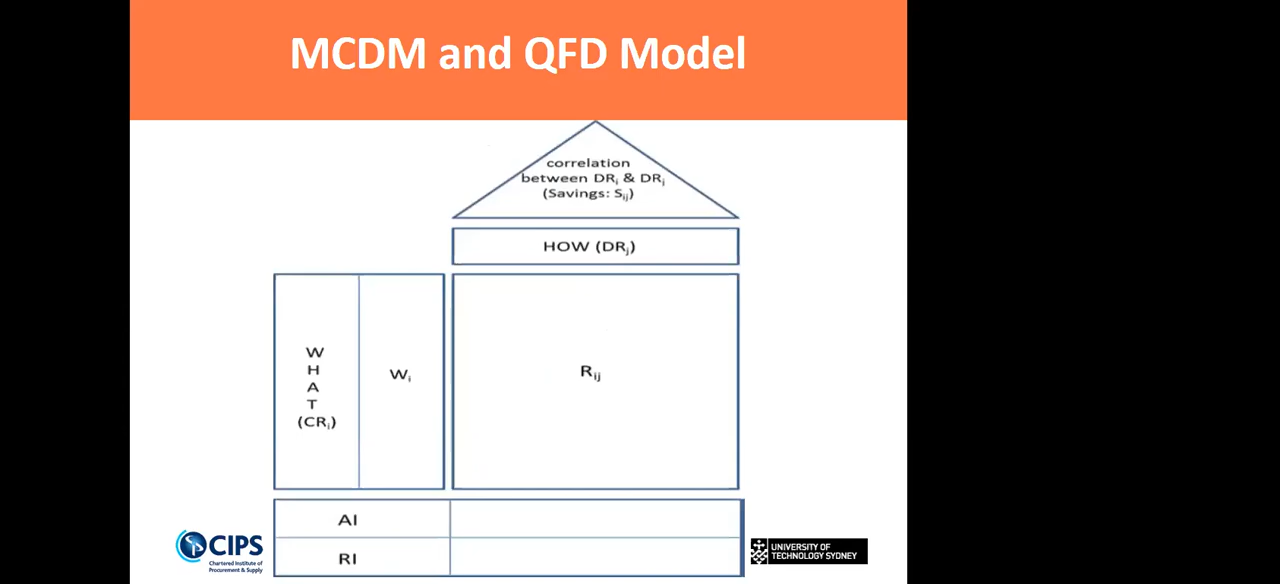 MCDM and QFD Model
correlation
between DRi & DRj
(Savings: Sij)
HOW (DRj)
W
H
A
T
(CRi)
Wi
Rij
AI
RI
CIPS
Chartered Institute of
Procurement & Supply
UNIVERSITY OF
TECHNOLOGY SYDNEY